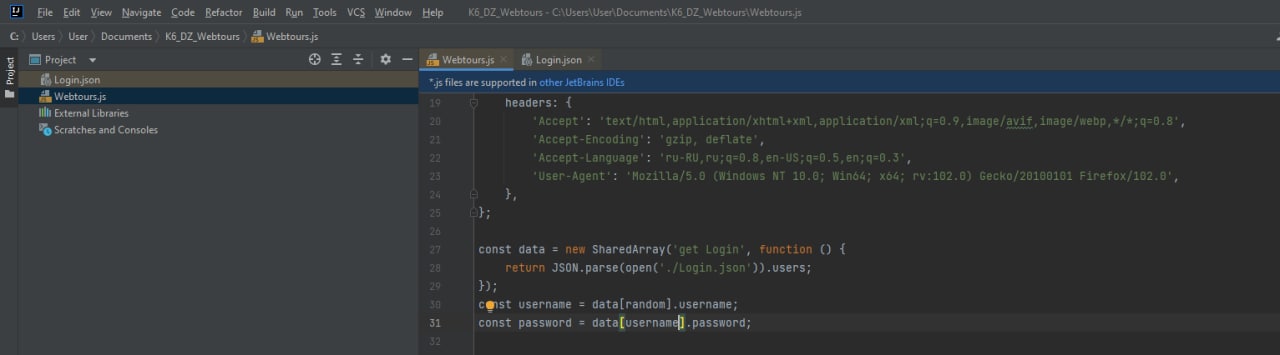 File Edit View Navigate Code Refactor Build Run Tools VCS Window Help K6_DZ_Webtours - C:\Users\User\Documents\K6_DZ_Webtours\Webtours.js
C: Users User Documents K6_DZ_Webtours Webtours.js
Project
Project
Login.json
Webtours.js
External Libraries
Scratches and Consoles
Webtours.js Login.json
*.js files are supported in other JetBrains IDEs
19 headers: {
20 'Accept': 'text/html,application/xhtml+xml,application/xml;q=0.9,image/avif,image/webp,*/*;q=0.8',
21 'Accept-Encoding': 'gzip, deflate',
22 'Accept-Language': 'ru-RU,ru;q=0.8,en-US;q=0.5,en;q=0.3',
23 'User-Agent': 'Mozilla/5.0 (Windows NT 10.0; Win64; x64; rv:102.0) Gecko/20100101 Firefox/102.0',
24 },
25 };
26
27 const data = new SharedArray('get Login', function () {
28 return JSON.parse(open('./Login.json')).users;
29 });
30 const username = data[random].username;
31 const password = data[username].password;
32